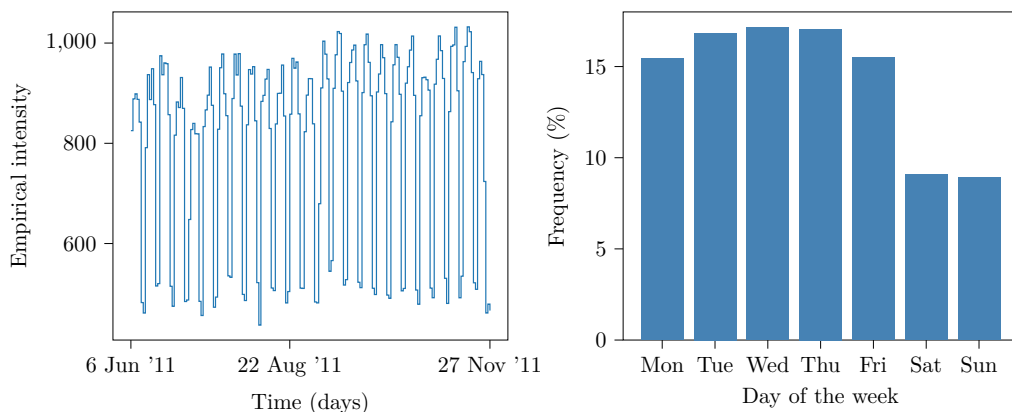 1,000
800
600
Empirical intensity
6 Jun '11 22 Aug '11 27 Nov '11
Time (days)
15
10
5
0
Frequency (%)
Mon Tue Wed Thu Fri Sat Sun
Day of the week